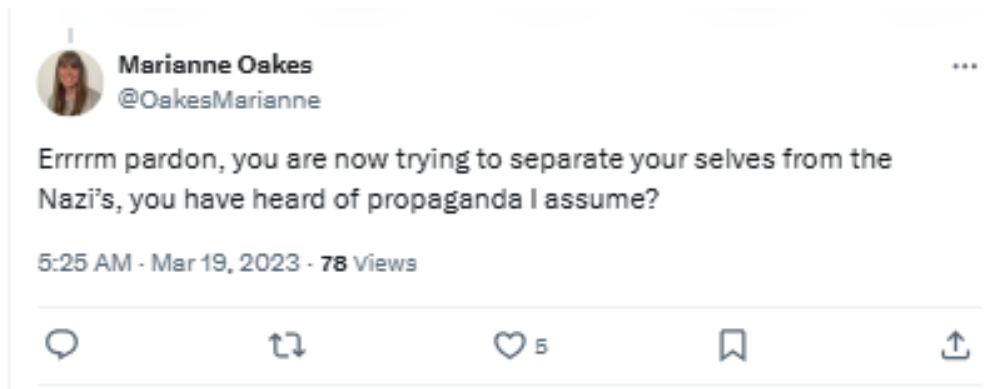 Marianne Oakes
@OakesMarianne
Errrrm pardon, you are now trying to separate your selves from the
Nazi's, you have heard of propaganda I assume?
5:25 AM · Mar 19, 2023 · 78 Views
5